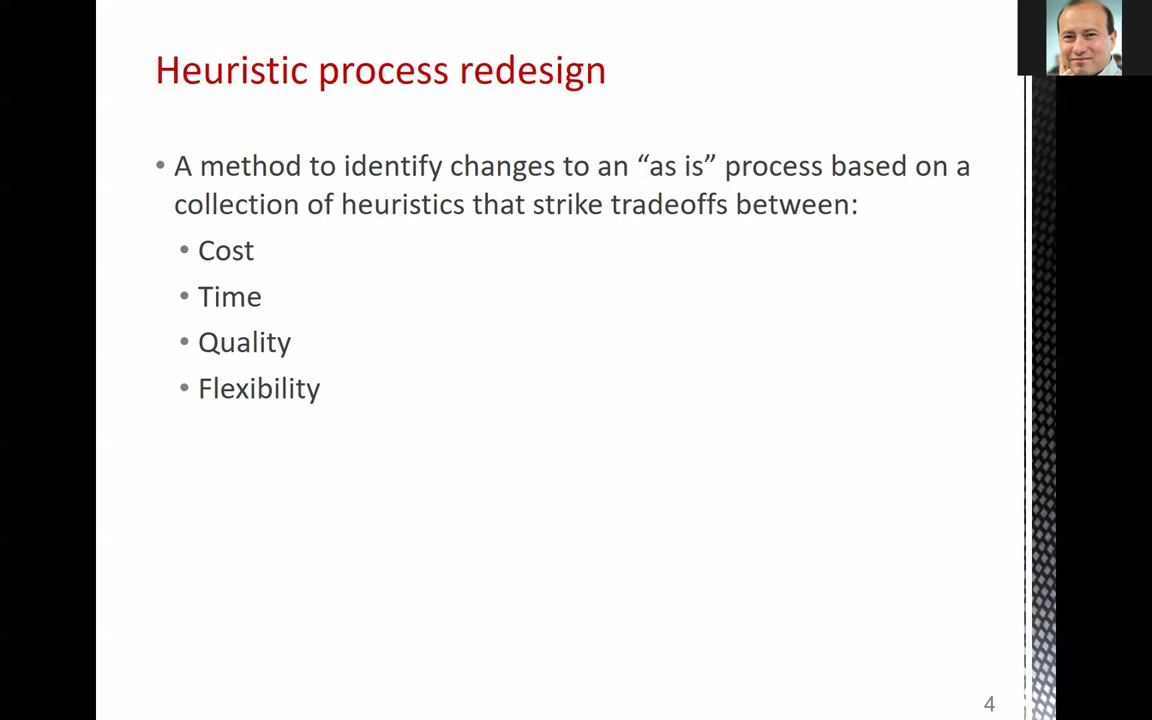 Heuristic process redesign
• A method to identify changes to an “as is” process based on a
collection of heuristics that strike tradeoffs between:
• Cost
• Time
• Quality
• Flexibility
4